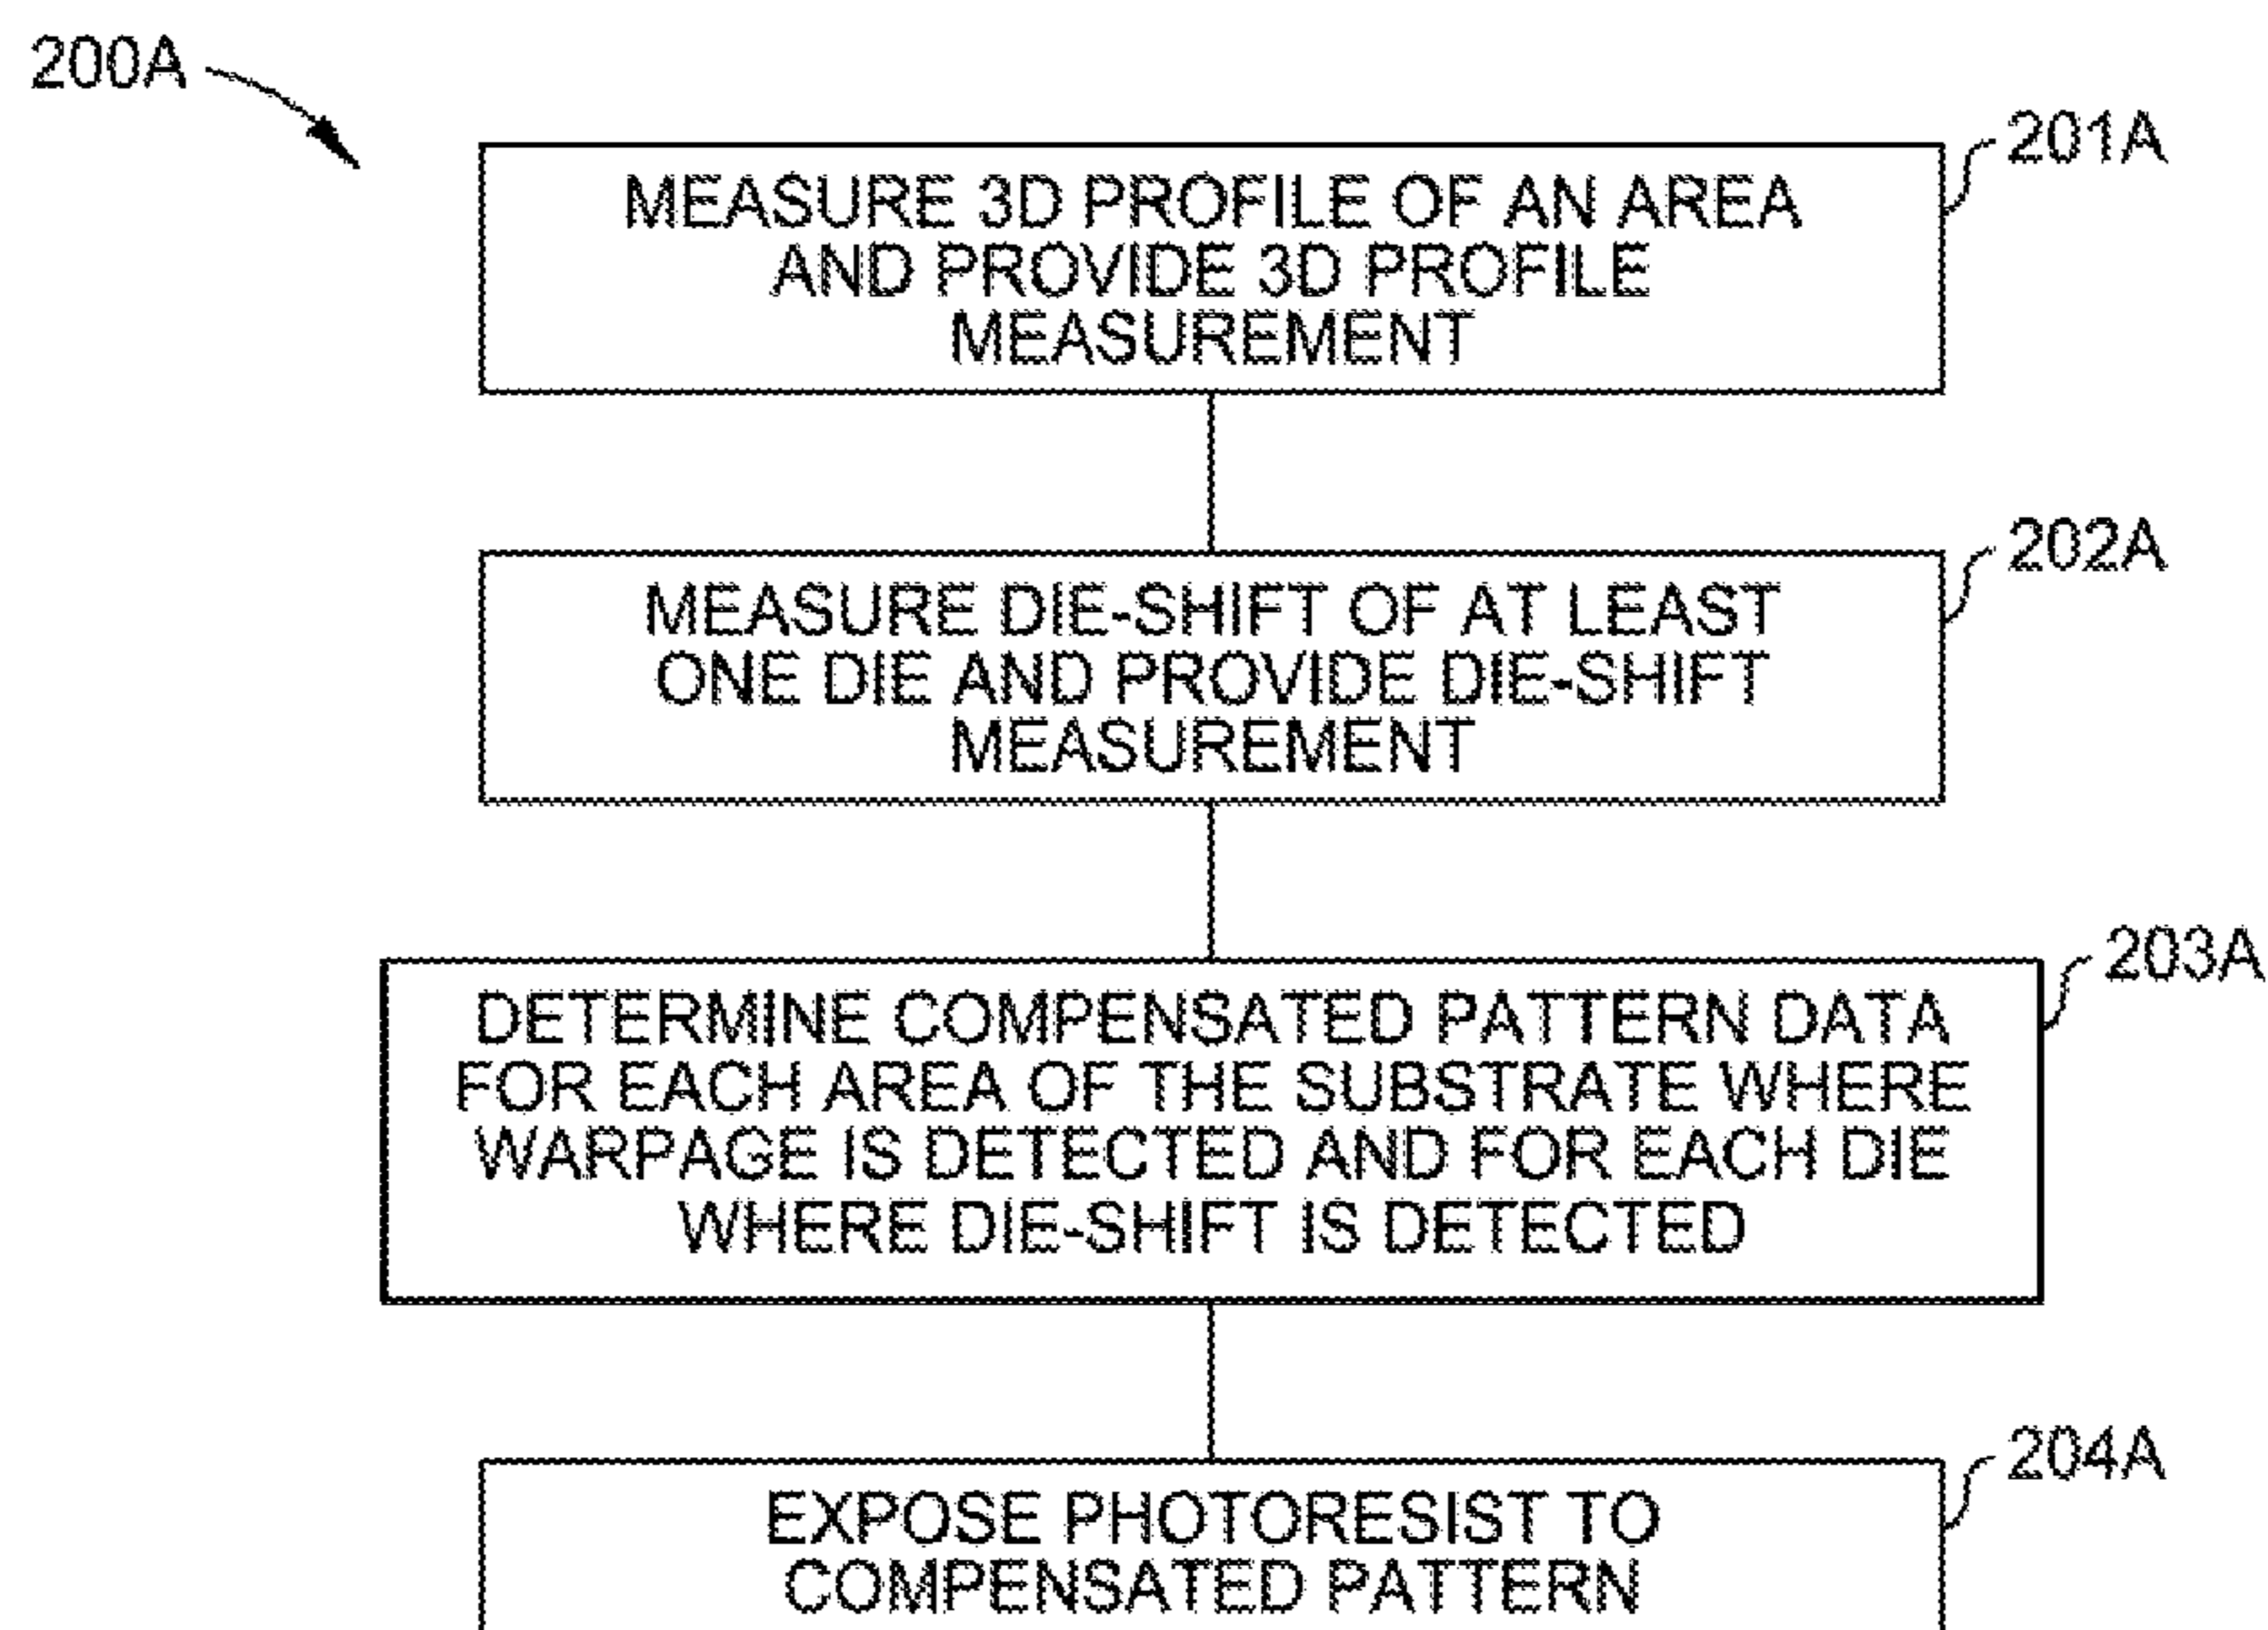 200A
201A
MEASURE 3D PROFILE OF AN AREA
AND PROVIDE 3D PROFILE
MEASUREMENT
202A
MEASURE DIE-SHIFT OF AT LEAST
ONE DIE AND PROVIDE DIE-SHIFT
MEASUREMENT
203A
DETERMINE COMPENSATED PATTERN DATA
FOR EACH AREA OF THE SUBSTRATE WHERE
WARPAGE IS DETECTED AND FOR EACH DIE
WHERE DIE-SHIFT IS DETECTED
204A
EXPOSE PHOTORESIST TO
COMPENSATED PATTERN